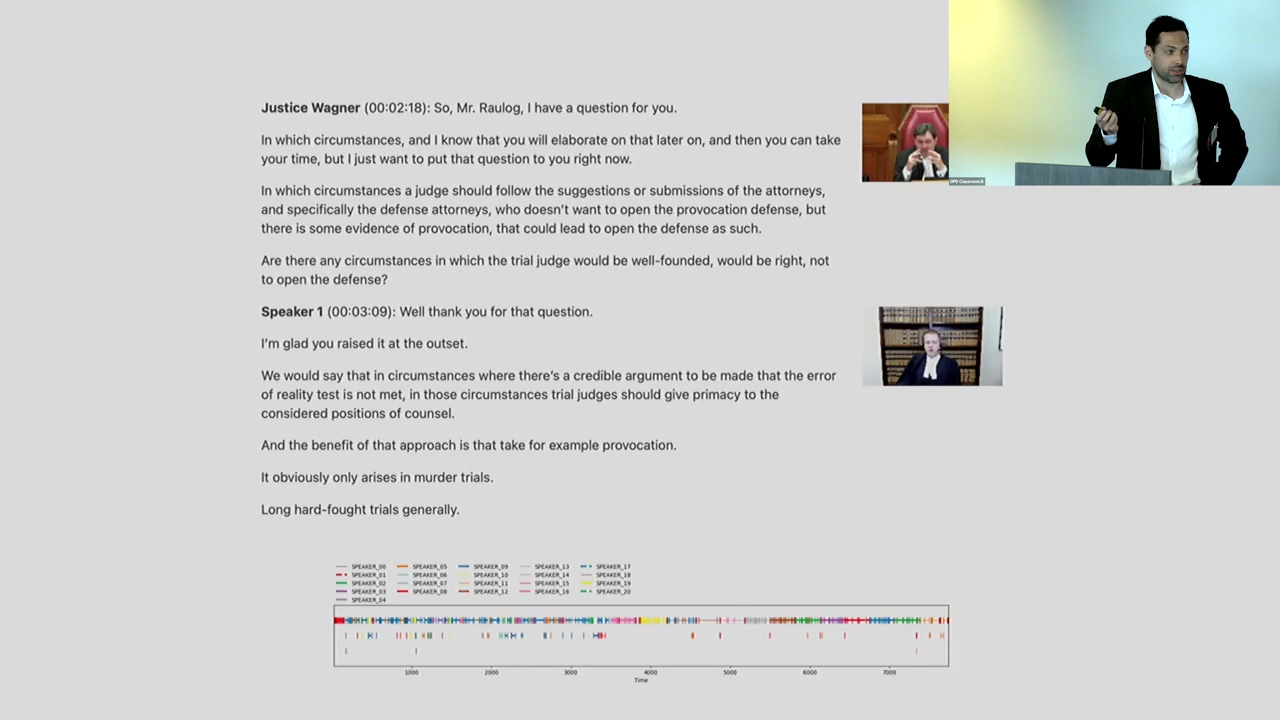 Justice Wagner (00:02:18): So, Mr. Raulog, I have a question for you.
In which circumstances, and I know that you will elaborate on that later on, and then you can take
your time, but I just want to put that question to you right now.
In which circumstances a judge should follow the suggestions or submissions of the attorneys,
and specifically the defense attorneys, who doesn't want to open the provocation defense, but
there is some evidence of provocation, that could lead to open the defense as such.
Are there any circumstances in which the trial judge would be well-founded, would be right, not
to open the defense?
Speaker 1 (00:03:09): Well thank you for that question.
I'm glad you raised it at the outset.
We would say that in circumstances where there's a credible argument to be made that the error
of reality test is not met, in those circumstances trial judges should give primacy to the
considered positions of counsel.
And the benefit of that approach is that take for example provocation.
It obviously only arises in murder trials.
Long hard-fought trials generally.
DPB Classroom B
SPEAKER_00 SPEAKER_05 SPEAKER_09 SPEAKER_13 SPEAKER_17
SPEAKER_01 SPEAKER_06 SPEAKER_10 SPEAKER_14 SPEAKER_18
SPEAKER_02 SPEAKER_07 SPEAKER_11 SPEAKER_15 SPEAKER_19
SPEAKER_03 SPEAKER_08 SPEAKER_12 SPEAKER_16 SPEAKER_20
SPEAKER_04
1000 2000 3000 4000 5000 6000 7000
Time